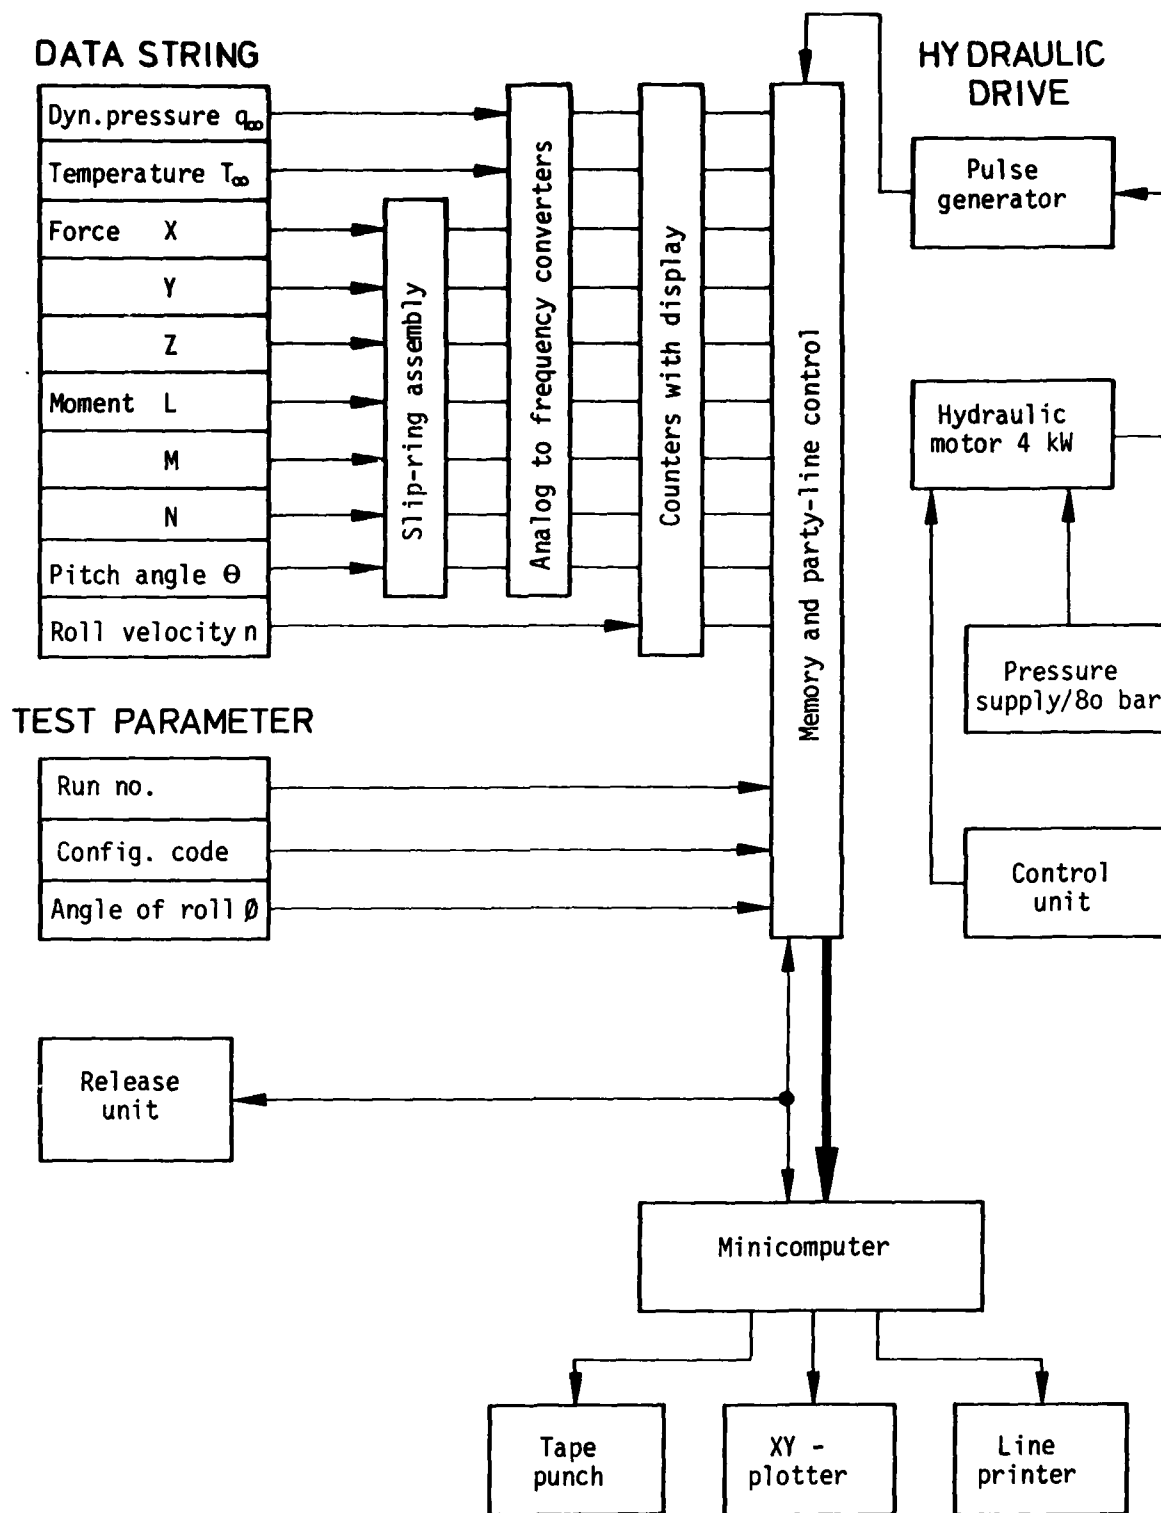 DATA STRING
Dyn.pressure q∞
Temperature T∞
Force X
Y
Z
Moment L
M
N
Pitch angle Θ
Roll velocity n
Slip-ring assembly
Analog to frequency converters
Counters with display
Memory and party-line control
HYDRAULIC
DRIVE
Pulse
generator
Hydraulic
motor 4 kW
Pressure
supply/8o bar
Control
unit
TEST PARAMETER
Run no.
Config. code
Angle of roll Ø
Release
unit
Minicomputer
Tape
punch
XY -
plotter
Line
printer